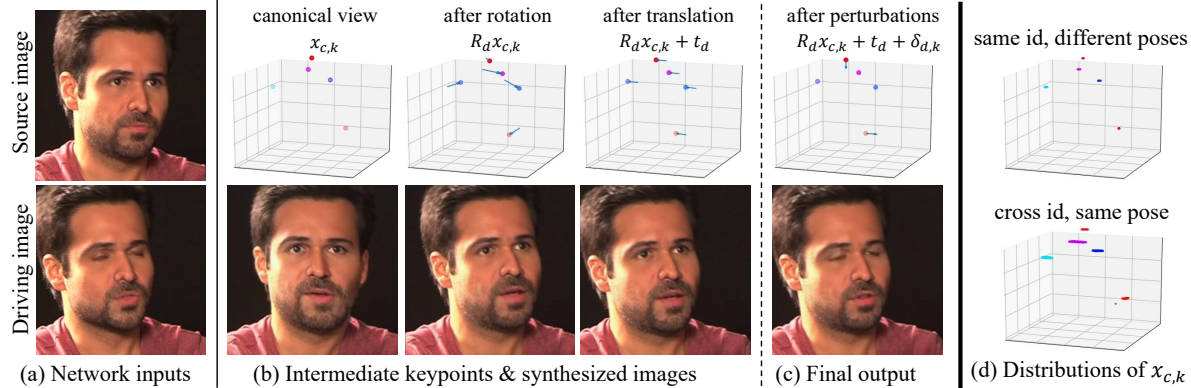 canonical view after rotation after translation after perturbations
$x_{c,k}$ $R_d x_{c,k}$ $R_d x_{c,k} + t_d$ $R_d x_{c,k} + t_d + \delta_{d,k}$
same id, different poses
Source image
cross id, same pose
Driving image
(a) Network inputs (b) Intermediate keypoints & synthesized images (c) Final output (d) Distributions of $x_{c,k}$